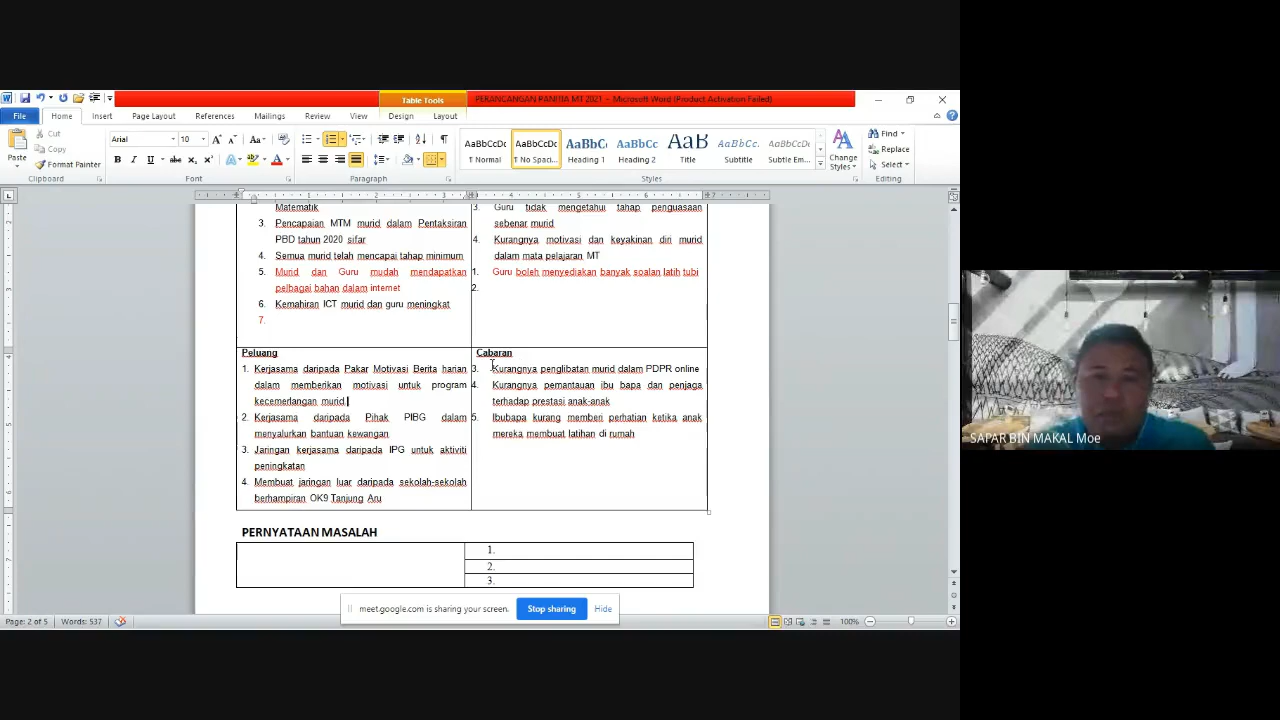 Table Tools
PERANCANGAN PANITIA MT 2021 - Microsoft Word (Product Activation Failed)
File Home Insert Page Layout References Mailings Review View Design Layout
Paste
Cut
Copy
Format Painter
Clipboard
Arial 10
Font
Paragraph
AaBbCcDc AaBbCcDc AaBbC AaBbCc AaB AaBbCc. AaBbCcDc
¶ Normal ¶ No Spaci... Heading 1 Heading 2 Title Subtitle Subtle Em...
Styles
Change
Styles
Find
Replace
Select
Editing
Matematik
3. Pencapaian MTM murid dalam Pentaksiran
PBD tahun 2020 sifar
4. Semua murid telah mencapai tahap minimum
5. Murid dan Guru mudah mendapatkan
pelbagai bahan dalam internet
6. Kemahiran ICT murid dan guru meningkat
7.
3. Guru tidak mengetahui tahap penguasaan
sebenar murid
4. Kurangnya motivasi dan keyakinan diri murid
dalam mata pelajaran MT
1. Guru boleh menyediakan banyak soalan latih tubi
2.
Peluang
1. Kerjasama daripada Pakar Motivasi Berita harian
dalam memberikan motivasi untuk program
kecemerlangan murid.
2. Kerjasama daripada Pihak PIBG dalam
menyalurkan bantuan kewangan
3. Jaringan kerjasama daripada IPG untuk aktiviti
peningkatan
4. Membuat jaringan luar daripada sekolah-sekolah
berhampiran OK9 Tanjung Aru
Cabaran
3. Kurangnya penglibatan murid dalam PDPR online
4. Kurangnya pemantauan ibu bapa dan penjaga
terhadap prestasi anak-anak
5. Ibubapa kurang memberi perhatian ketika anak
mereka membuat latihan di rumah
PERNYATAAN MASALAH
1.
2.
3.
meet.google.com is sharing your screen. Stop sharing Hide
Page: 2 of 5 Words: 537 100%
SAPAR BIN MAKAL Moe